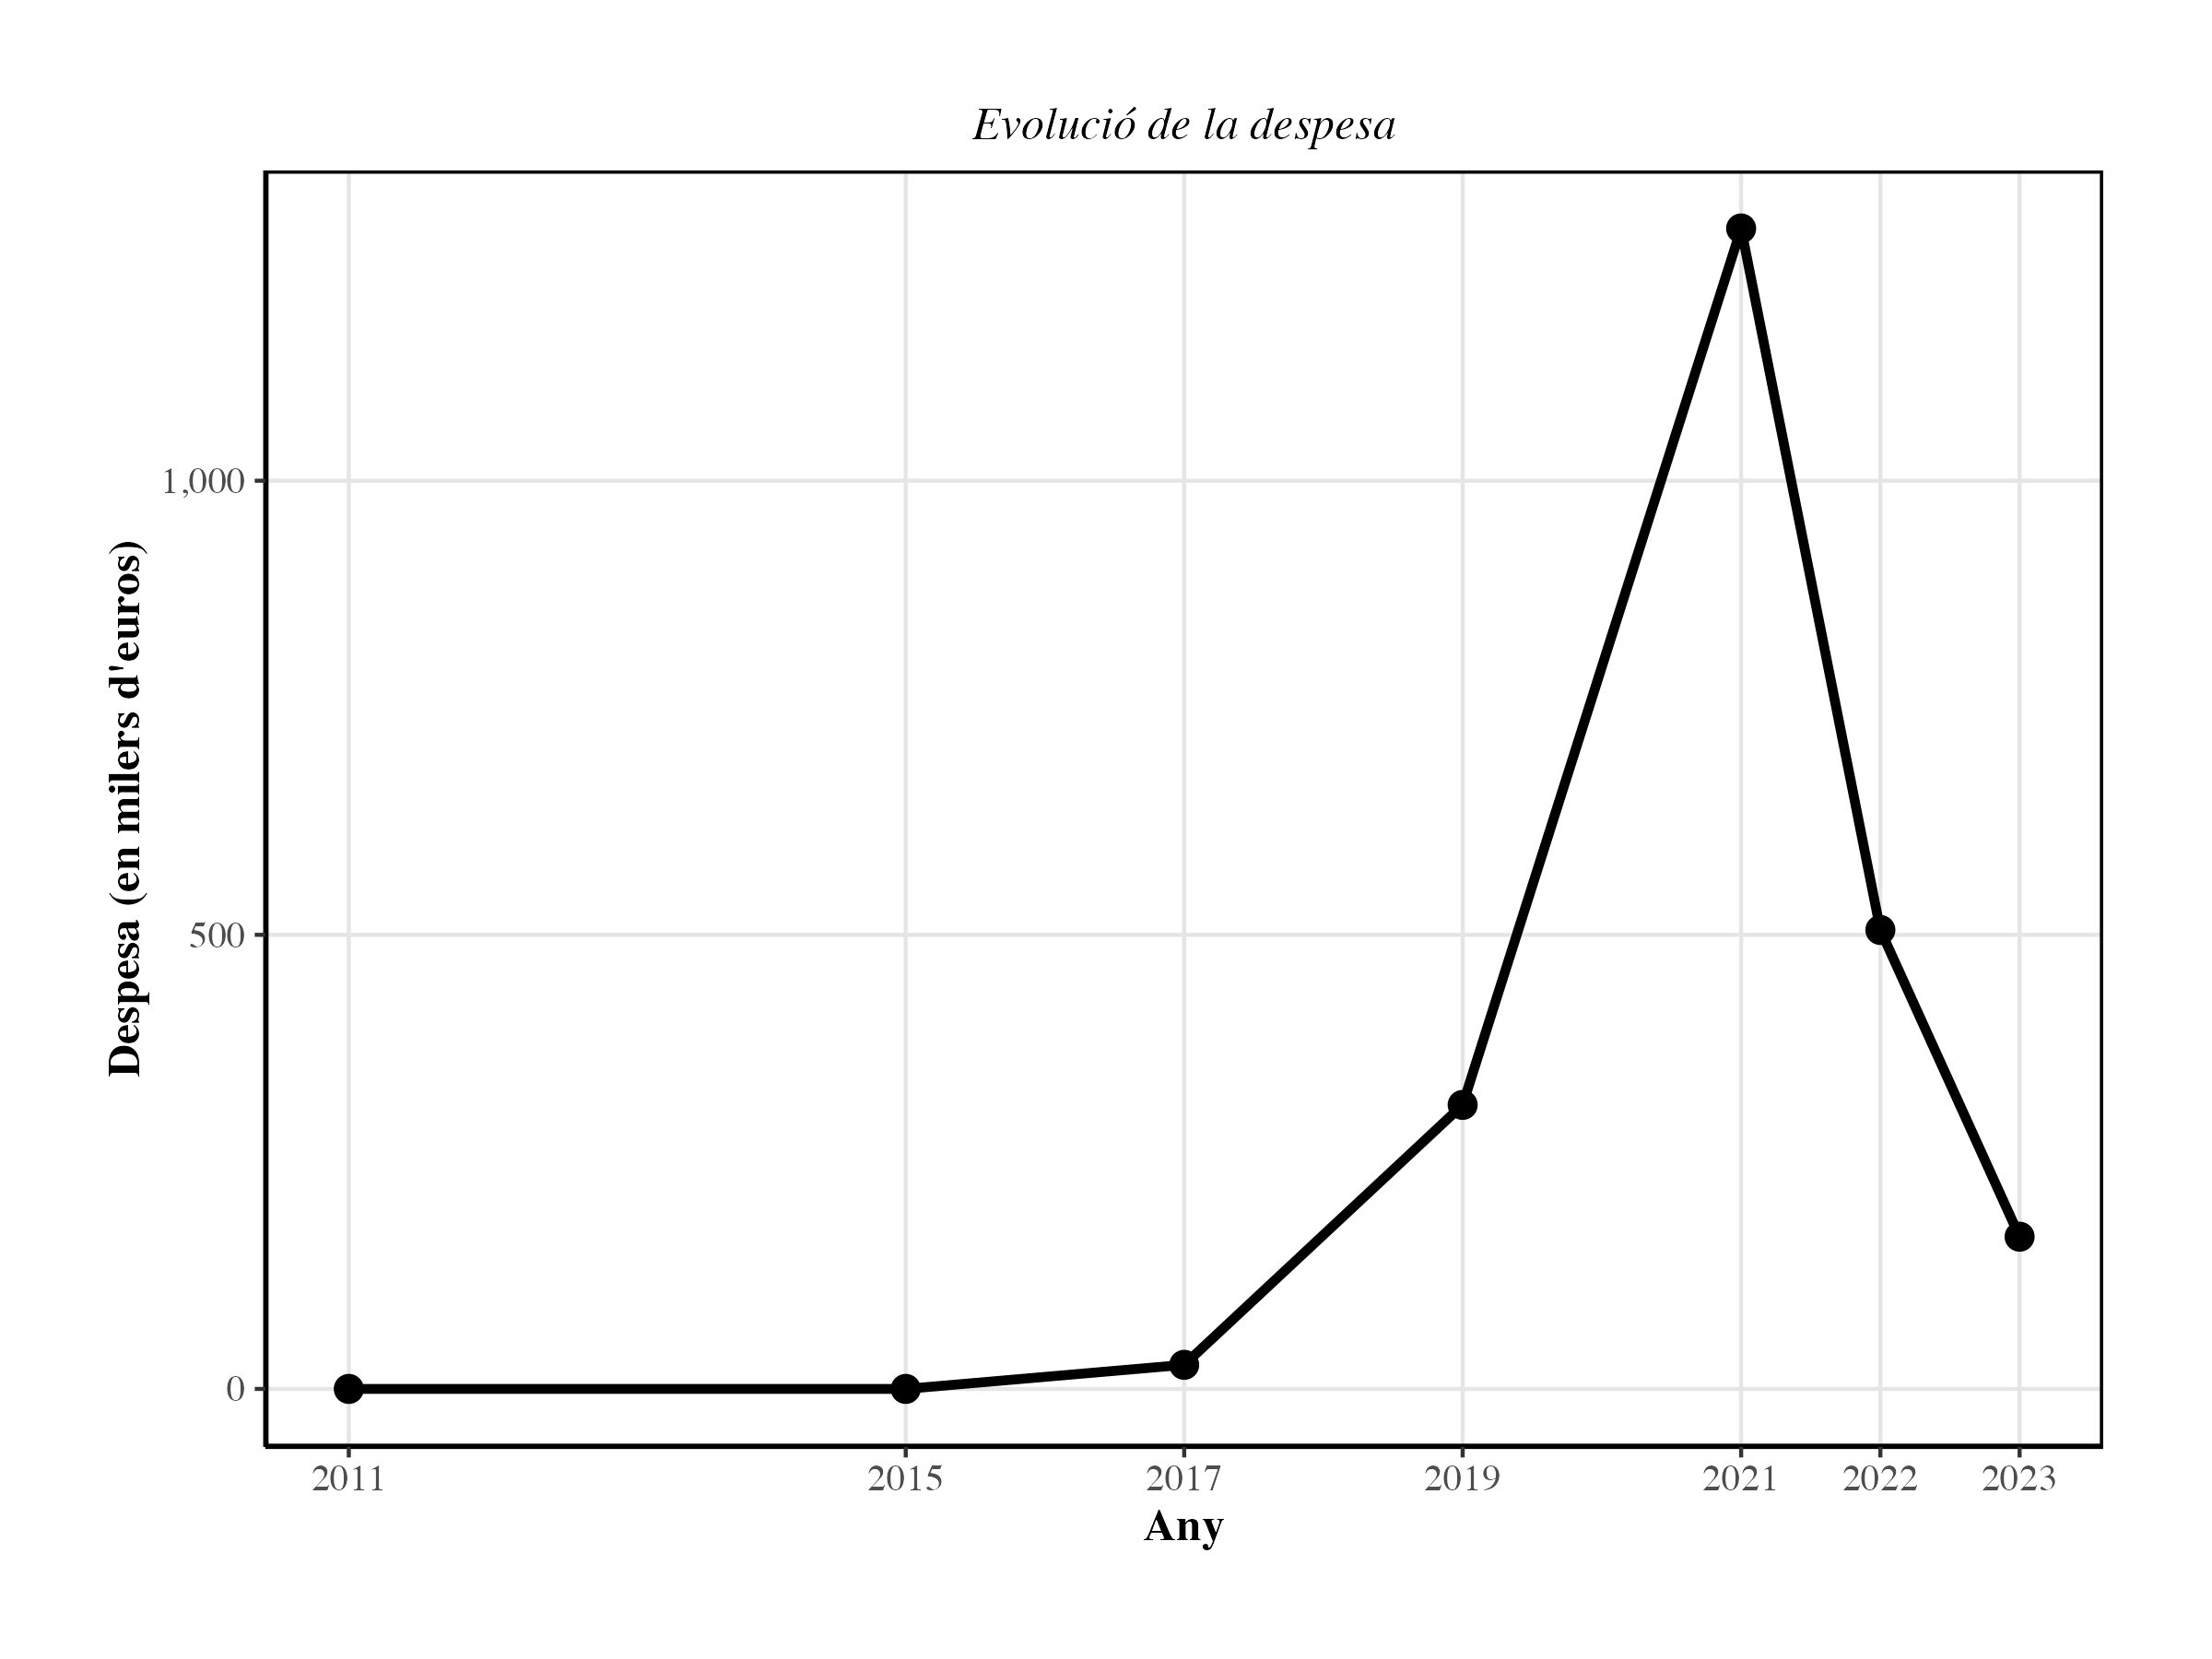 Evolució de la despesa
Despesa (en milers d'euros)
1,000
500
0
2011 2015 2017 2019 2021 2022 2023
Any